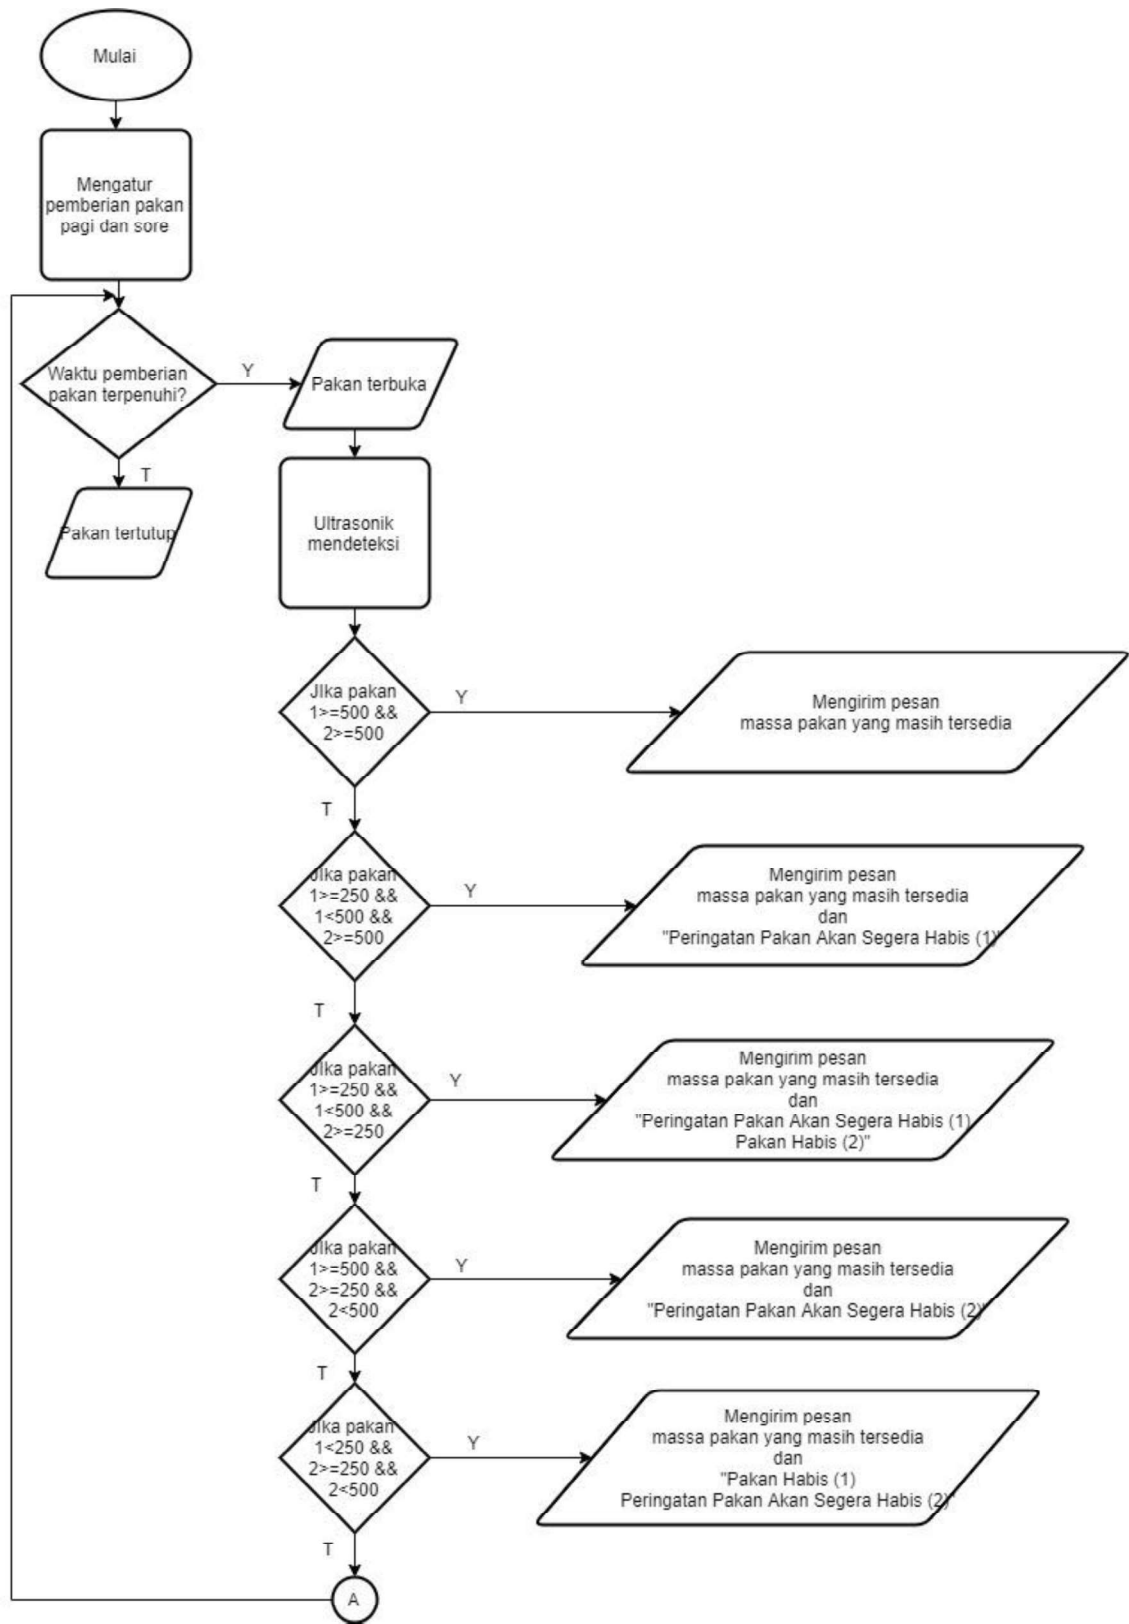 Mulai
Mengatur
pemberian pakan
pagi dan sore
Waktu pemberian
pakan terpenuhi?
Y
Pakan terbuka
T
Pakan tertutup
Ultrasonik
mendeteksi
JIka pakan
1>=500 &&
2>=500
Y
Mengirim pesan
massa pakan yang masih tersedia
T
JIka pakan
1>=250 &&
1<500 &&
2>=500
Y
Mengirim pesan
massa pakan yang masih tersedia
dan
"Peringatan Pakan Akan Segera Habis (1)"
T
JIka pakan
1>=250 &&
1<500 &&
2>=250
Y
Mengirim pesan
massa pakan yang masih tersedia
dan
"Peringatan Pakan Akan Segera Habis (1)
Pakan Habis (2)"
T
JIka pakan
1>=500 &&
2>=250 &&
2<500
Y
Mengirim pesan
massa pakan yang masih tersedia
dan
"Peringatan Pakan Akan Segera Habis (2)"
T
JIka pakan
1<250 &&
2>=250 &&
2<500
Y
Mengirim pesan
massa pakan yang masih tersedia
dan
"Pakan Habis (1)
Peringatan Pakan Akan Segera Habis (2)"
T
A